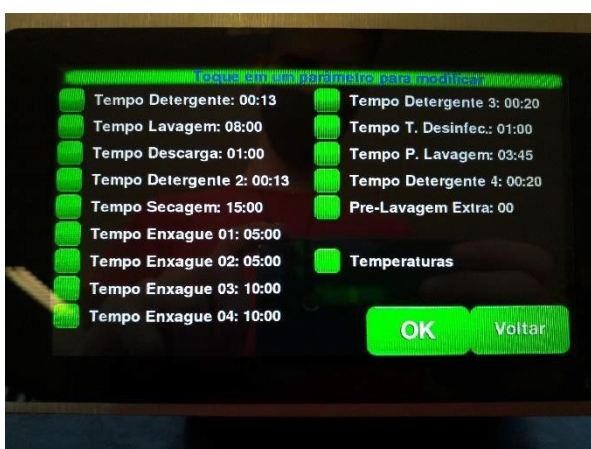 Toque em um parâmetro para modificar
Tempo Detergente: 00:13
Tempo Lavagem: 08:00
Tempo Descarga: 01:00
Tempo Detergente 2: 00:13
Tempo Secagem: 15:00
Tempo Enxague 01: 05:00
Tempo Enxague 02: 05:00
Tempo Enxague 03: 10:00
Tempo Enxague 04: 10:00
Tempo Detergente 3: 00:20
Tempo T. Desinfec.: 01:00
Tempo P. Lavagem: 03:45
Tempo Detergente 4: 00:20
Pre-Lavagem Extra: 00
Temperaturas
OK
Voltar